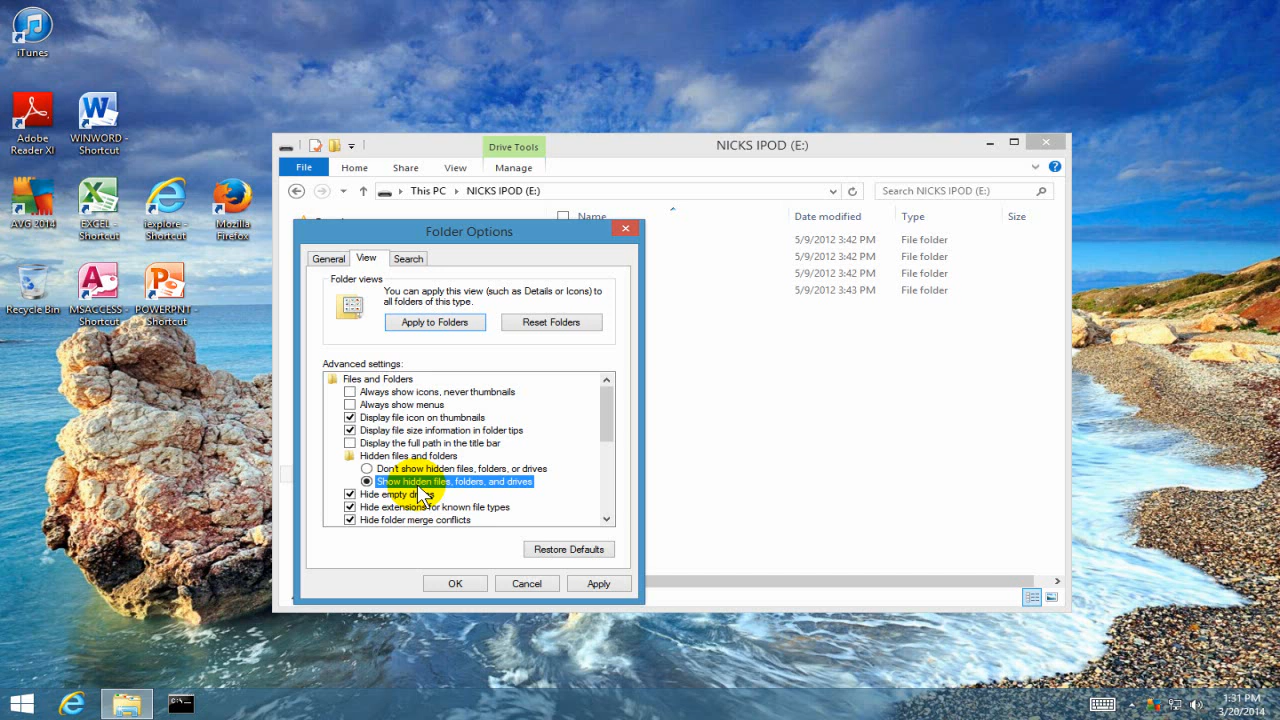 iTunes
Adobe
Reader XI
WINWORD -
Shortcut
AVG 2014
EXCEL -
Shortcut
iexplore -
Shortcut
Mozilla
Firefox
Recycle Bin
MSACCESS -
Shortcut
POWERPNT -
Shortcut
Drive Tools
NICKS IPOD (E:)
File
Home
Share
View
Manage
This PC
NICKS IPOD (E:)
Search NICKS IPOD (E:)
Name
Date modified
Type
Size
5/9/2012 3:42 PM File folder
5/9/2012 3:42 PM File folder
5/9/2012 3:42 PM File folder
5/9/2012 3:43 PM File folder
Folder Options
General
View
Search
Folder views
You can apply this view (such as Details or Icons) to
all folders of this type.
Apply to Folders
Reset Folders
Advanced settings:
Files and Folders
Always show icons, never thumbnails
Always show menus
Display file icon on thumbnails
Display file size information in folder tips
Display the full path in the title bar
Hidden files and folders
Don't show hidden files, folders, or drives
Show hidden files, folders, and drives
Hide empty drives
Hide extensions for known file types
Hide folder merge conflicts
Restore Defaults
OK
Cancel
Apply
1:31 PM
3/20/2014